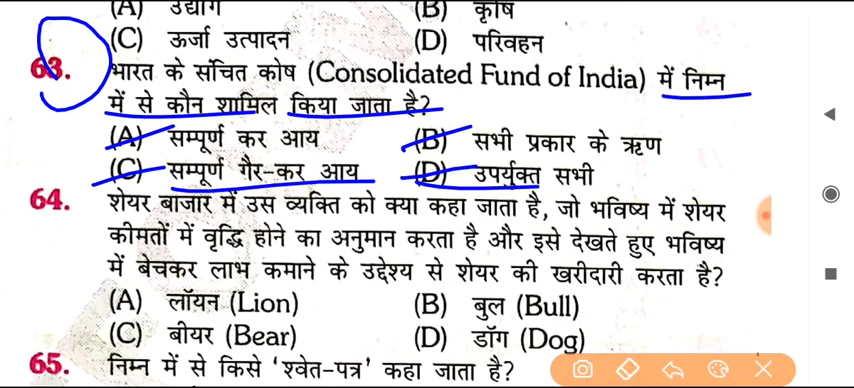 (A) उद्योग (B) कृषि
(C) ऊर्जा उत्पादन (D) परिवहन
63. भारत के संचित कोष (Consolidated Fund of India) में निम्न
में से कौन शामिल किया जाता है?
(A) सम्पूर्ण कर आय (B) सभी प्रकार के ऋण
(C) सम्पूर्ण गैर-कर आय (D) उपर्युक्त सभी
64. शेयर बाजार में उस व्यक्ति को क्या कहा जाता है, जो भविष्य में शेयर
कीमतों में वृद्धि होने का अनुमान करता है और इसे देखते हुए भविष्य
में बेचकर लाभ कमाने के उद्देश्य से शेयर की खरीदारी करता है?
(A) लॉयन (Lion) (B) बुल (Bull)
(C) बीयर (Bear) (D) डॉग (Dog)
65. निम्न में से किसे ‘श्वेत-पत्र’ कहा जाता है?